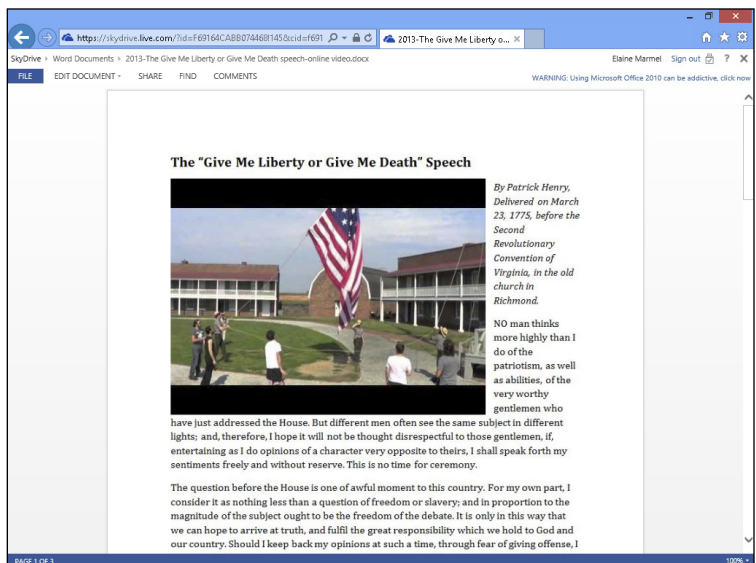 https://skydrive.live.com/?id=F69164CABB074468!145&cid=f691
2013-The Give Me Liberty o...
SkyDrive › Word Documents › 2013-The Give Me Liberty or Give Me Death speech-online video.docx
Elaine Marmel Sign out ? X
FILE EDIT DOCUMENT SHARE FIND COMMENTS
WARNING: Using Microsoft Office 2010 can be addictive, click now
The "Give Me Liberty or Give Me Death" Speech
By Patrick Henry,
Delivered on March
23, 1775, before the
Second
Revolutionary
Convention of
Virginia, in the old
church in
Richmond.
NO man thinks
more highly than I
do of the
patriotism, as well
as abilities, of the
very worthy
gentlemen who
have just addressed the House. But different men often see the same subject in different
lights; and, therefore, I hope it will not be thought disrespectful to those gentlemen, if,
entertaining as I do opinions of a character very opposite to theirs, I shall speak forth my
sentiments freely and without reserve. This is no time for ceremony.
The question before the House is one of awful moment to this country. For my own part, I
consider it as nothing less than a question of freedom or slavery; and in proportion to the
magnitude of the subject ought to be the freedom of the debate. It is only in this way that
we can hope to arrive at truth, and fulfil the great responsibility which we hold to God and
our country. Should I keep back my opinions at such a time, through fear of giving offense, I
PAGE 1 OF 3
100%